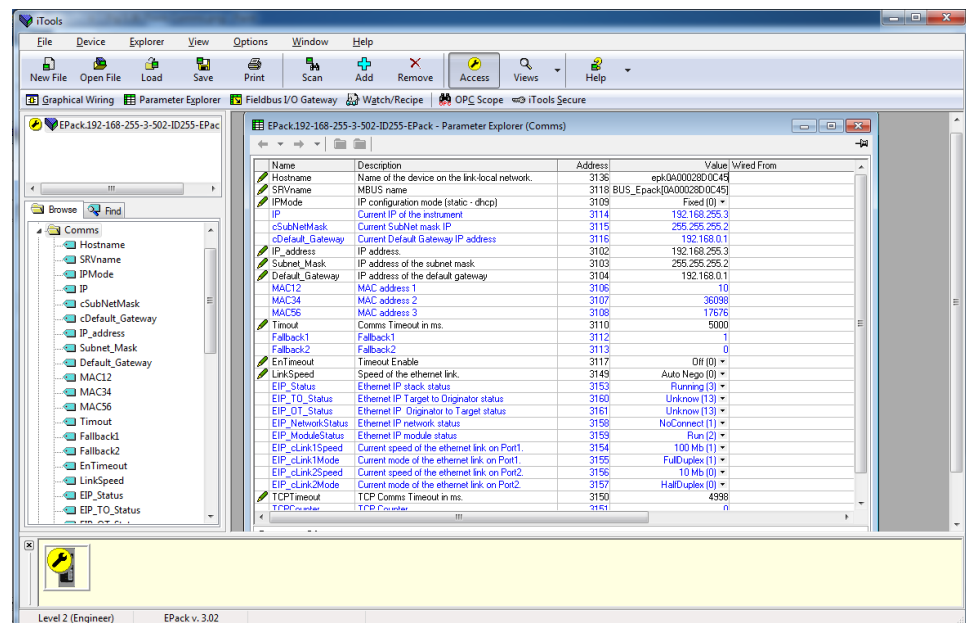 iTools
File Device Explorer View Options Window Help
New File Open File Load Save Print Scan Add Remove Access Views Help
Graphical Wiring Parameter Explorer Fieldbus I/O Gateway Watch/Recipe OPC Scope iTools Secure
EPack.192-168-255-3-502-ID255-EPac
Browse Find
Comms
Hostname
SRVname
IPMode
IP
cSubNetMask
cDefault_Gateway
IP_address
Subnet_Mask
Default_Gateway
MAC12
MAC34
MAC56
Timout
Fallback1
Fallback2
EnTimeout
LinkSpeed
EIP_Status
EIP_TO_Status
EIP_OT_Status
EPack.192-168-255-3-502-ID255-EPack - Parameter Explorer (Comms)
Name Description Address Value Wired From
Hostname Name of the device on the link-local network. 3136 epk0A00028D0C45
SRVname MBUS name 3118 BUS_Epack[0A00028D0C45]
IPMode IP configuration mode (static - dhcp) 3109 Fixed (0)
IP Current IP of the instrument 3114 192.168.255.3
cSubNetMask Current SubNet mask IP 3115 255.255.255.2
cDefault_Gateway Current Default Gateway IP address 3116 192.168.0.1
IP_address IP address. 3102 192.168.255.3
Subnet_Mask IP address of the subnet mask 3103 255.255.255.2
Default_Gateway IP address of the default gateway 3104 192.168.0.1
MAC12 MAC address 1 3106 10
MAC34 MAC address 2 3107 36098
MAC56 MAC address 3 3108 17676
Timout Comms Timeout in ms. 3110 5000
Fallback1 Fallback1 3112 1
Fallback2 Fallback2 3113 0
EnTimeout Timeout Enable 3117 Off (0)
LinkSpeed Speed of the ethernet link. 3149 Auto Nego (0)
EIP_Status Ethernet IP stack status 3153 Running (3)
EIP_TO_Status Ethernet IP Target to Originator status 3160 Unknow (13)
EIP_OT_Status Ethernet IP Originator to Target status 3161 Unknow (13)
EIP_NetworkStatus Ethernet IP network status 3158 NoConnect (1)
EIP_ModuleStatus Ethernet IP module status 3159 Run (2)
EIP_cLink1Speed Current speed of the ethernet link on Port1. 3154 100 Mb (1)
EIP_cLink1Mode Current mode of the ethernet link on Port1. 3155 FullDuplex (1)
EIP_cLink2Speed Current speed of the ethernet link on Port2. 3156 10 Mb (0)
EIP_cLink2Mode Current mode of the ethernet link on Port2. 3157 HalfDuplex (0)
TCPTimeout TCP Comms Timeout in ms. 3150 4998
TCPCounter TCP Counter 3151 0
Level 2 (Engineer) EPack v. 3.02